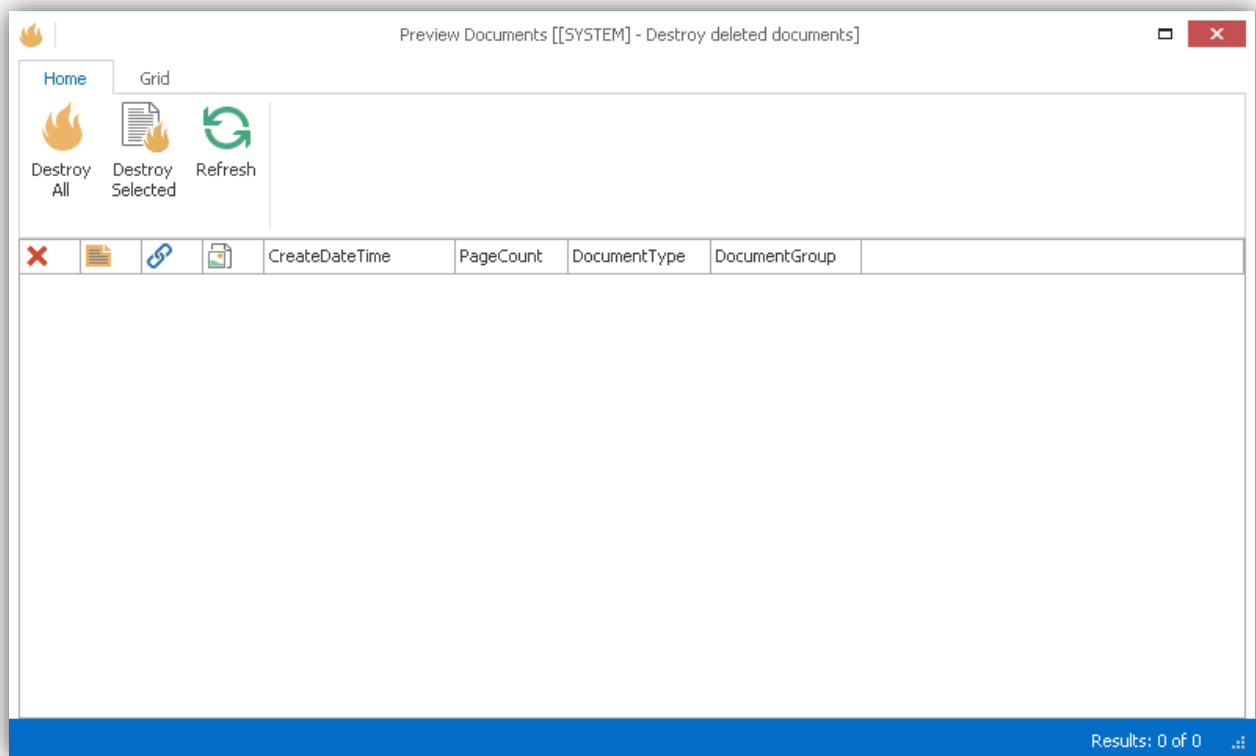 Preview Documents [[SYSTEM] - Destroy deleted documents]
Home
Grid
Destroy
All
Destroy
Selected
Refresh
CreateDateTime
PageCount
DocumentType
DocumentGroup
Results: 0 of 0